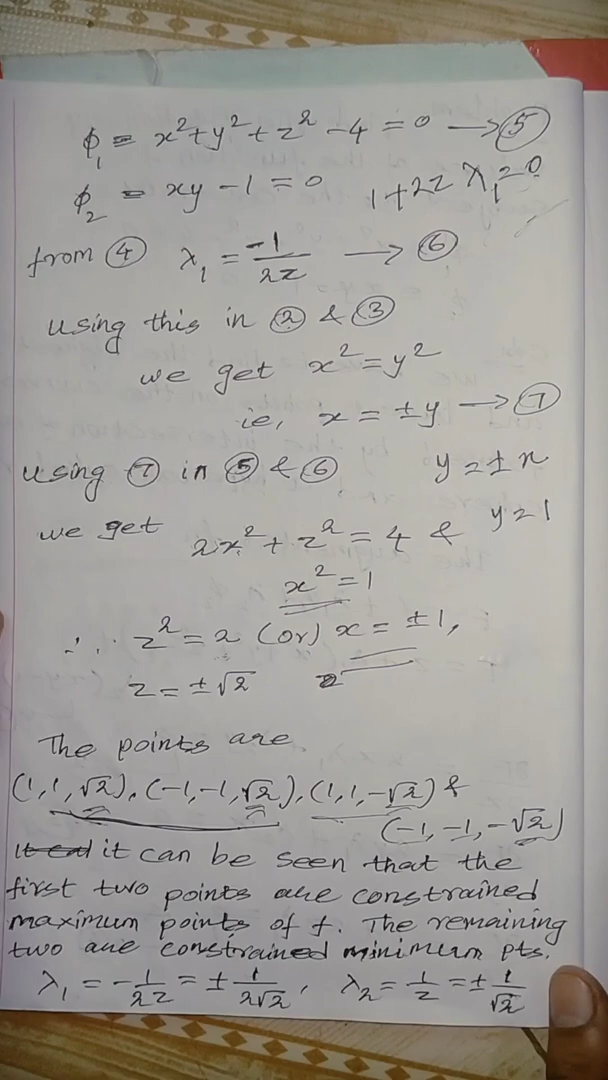 ϕ₁ = x² + y² + z² − 4 = 0 → ⑤
ϕ₂ = xy − 1 = 0 1 + 2z λ₁ = 0
from ④ λ₁ = −1/2z → ⑥
using this in ② & ③
we get x² = y²
ie, x = ±y → ⑦
using ⑦ in ⑤ & ⑥ y = ± x
we get 2x² + z² = 4 & y = 1
x² = 1
∴ z² = 2 (or) x = ±1,
z = ±√2
The points are
(1, 1, √2), (−1, −1, √2), (1, 1, −√2) &
(−1, −1, −√2)
it can be seen that the
first two points are constrained
maximum points of f. The remaining
two are constrained minimum pts.
λ₁ = −1/2z = ± 1/2√2, λ₂ = 1/z = ± 1/√2